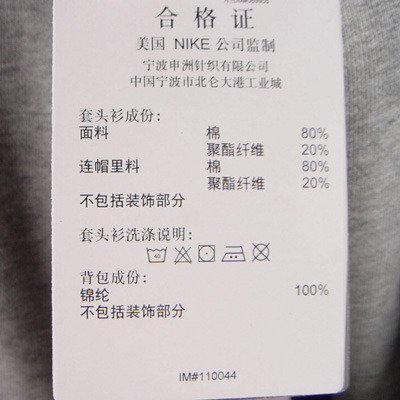 合格证
美国 NIKE 公司监制
宁波申洲针织有限公司
中国宁波市北仑大港工业城
套头衫成份:
面料 棉 80%
聚酯纤维 20%
连帽里料 棉 80%
聚酯纤维 20%
不包括装饰部分
套头衫洗涤说明:
40
背包成份:
锦纶 100%
不包括装饰部分
IM#110044